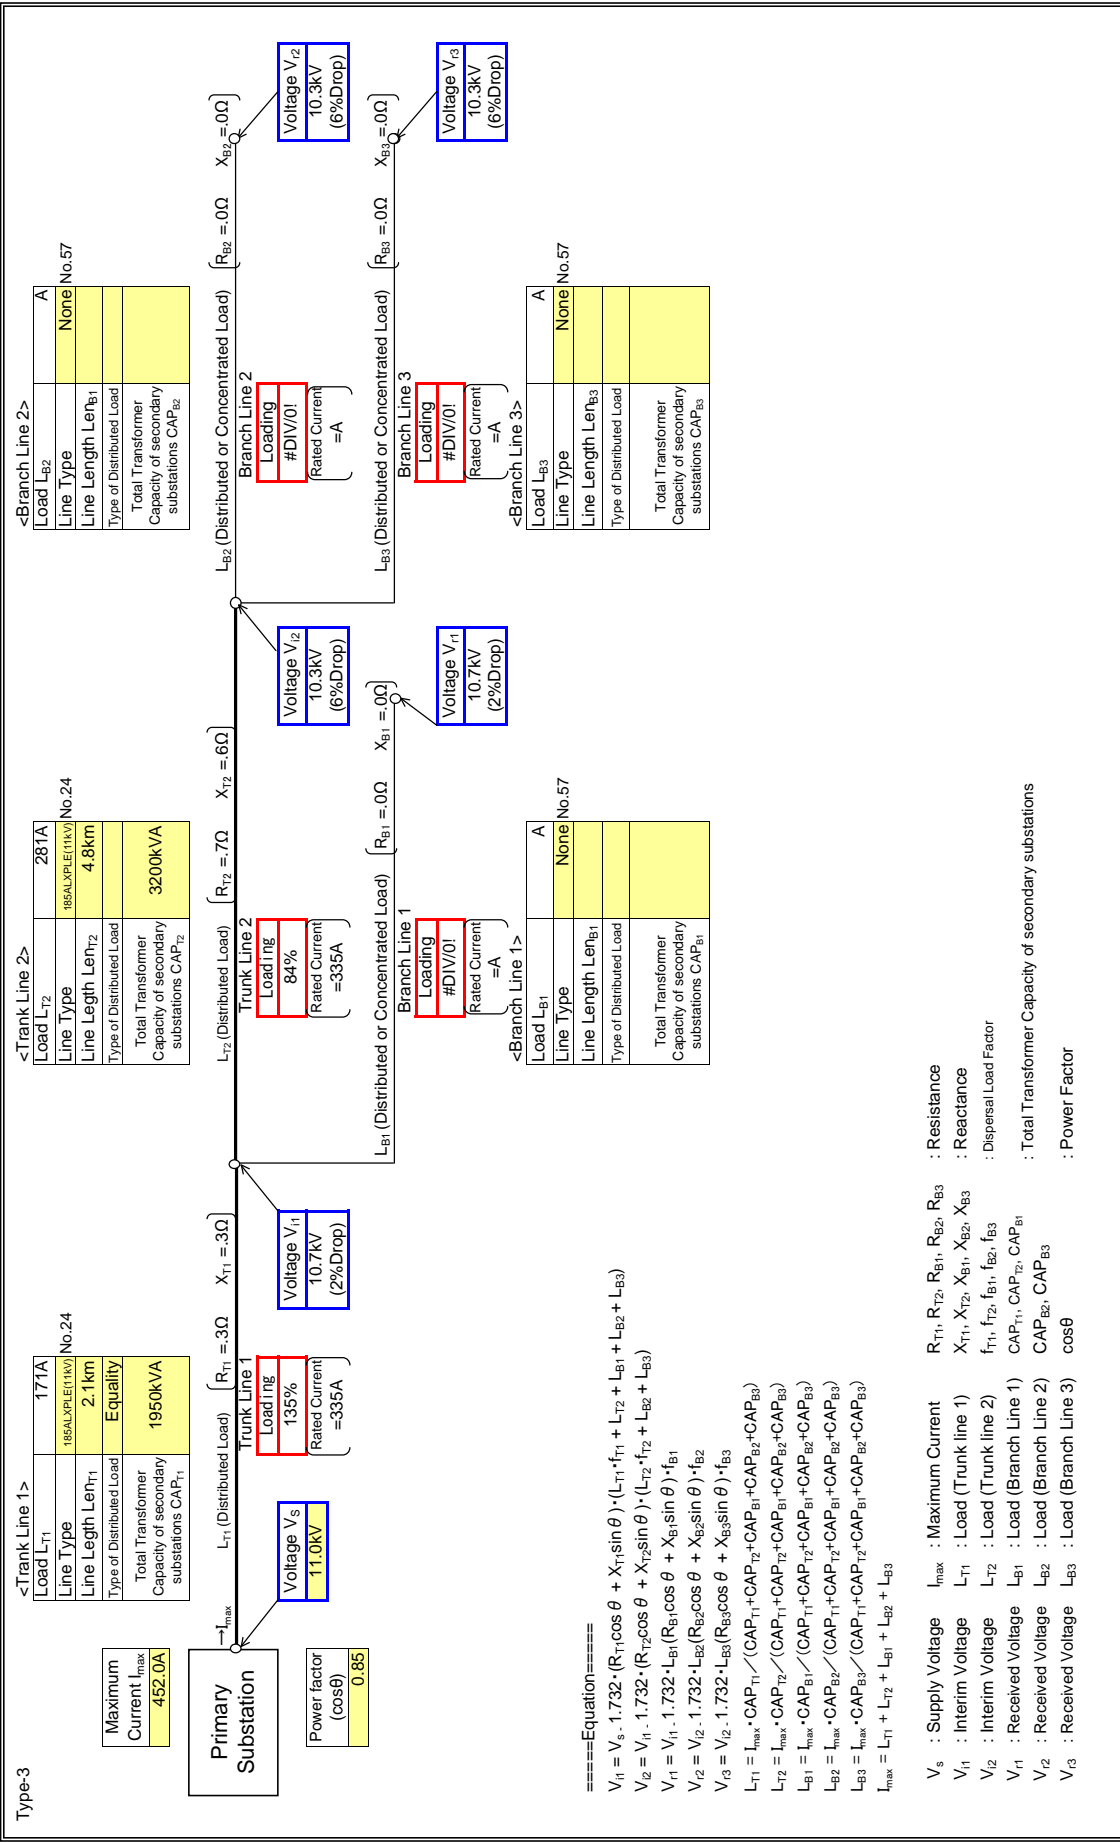 Type-3
Maximum
Current Imax
452.0A
Primary
Substation
Power factor
(cosθ)
0.85
→Imax
Voltage Vs
11.0kV
<Trank Line 1>
Load LT1 171A
Line Type 185ALXPLE(11kV) No.24
Line Legth LenT1 2.1km
Type of Distributed Load Equality
Total Transformer
Capacity of secondary
substations CAPT1
1950kVA
LT1 (Distributed Load) RT1 =.3Ω XT1 =.3Ω
Trunk Line 1
Loading
135%
Rated Current
=335A
Voltage Vi1
10.7kV
(2%Drop)
<Trank Line 2>
Load LT2 281A
Line Type 185ALXPLE(11kV) No.24
Line Legth LenT2 4.8km
Type of Distributed Load
Total Transformer
Capacity of secondary
substations CAPT2
3200kVA
LT2 (Distributed Load) RT2 =.7Ω XT2 =.6Ω
Trunk Line 2
Loading
84%
Rated Current
=335A
Voltage Vi2
10.3kV
(6%Drop)
LB1 (Distributed or Concentrated Load) RB1 =.0Ω XB1 =.0Ω
Branch Line 1
Loading
#DIV/0!
Rated Current
=A
Voltage Vr1
10.7kV
(2%Drop)
<Branch Line 1>
Load LB1 A
Line Type None No.57
Line Length LenB1
Type of Distributed Load
Total Transformer
Capacity of secondary
substations CAPB1
<Branch Line 2>
Load LB2 A
Line Type None No.57
Line Length LenB1
Type of Distributed Load
Total Transformer
Capacity of secondary
substations CAPB2
LB2 (Distributed or Concentrated Load) RB2 =.0Ω XB2 =.0Ω
Branch Line 2
Loading
#DIV/0!
Rated Current
=A
Voltage Vr2
10.3kV
(6%Drop)
LB3 (Distributed or Concentrated Load) RB3 =.0Ω XB3 =.0Ω
Branch Line 3
Loading
#DIV/0!
Rated Current
=A
Voltage Vr3
10.3kV
(6%Drop)
<Branch Line 3>
Load LB3 A
Line Type None No.57
Line Length LenB3
Type of Distributed Load
Total Transformer
Capacity of secondary
substations CAPB3
=====Equation=====
Vi1 = Vs - 1.732・(RT1cos θ + XT1sin θ)・(LT1・fT1 + LT2 + LB1 + LB2 + LB3)
Vi2 = Vi1 - 1.732・(RT2cos θ + XT2sin θ)・(LT2・fT2 + LB2 + LB3)
Vr1 = Vi1 - 1.732・LB1(RB1cos θ + XB1sin θ)・fB1
Vr2 = Vi2 - 1.732・LB2(RB2cos θ + XB2sin θ)・fB2
Vr3 = Vi2 - 1.732・LB3(RB3cos θ + XB3sin θ)・fB3
LT1 = Imax・CAPT1／(CAPT1+CAPT2+CAPB1+CAPB2+CAPB3)
LT2 = Imax・CAPT2／(CAPT1+CAPT2+CAPB1+CAPB2+CAPB3)
LB1 = Imax・CAPB1／(CAPT1+CAPT2+CAPB1+CAPB2+CAPB3)
LB2 = Imax・CAPB2／(CAPT1+CAPT2+CAPB1+CAPB2+CAPB3)
LB3 = Imax・CAPB3／(CAPT1+CAPT2+CAPB1+CAPB2+CAPB3)
Imax = LT1 + LT2 + LB1 + LB2 + LB3
Vs : Supply Voltage Imax : Maximum Current RT1, RT2, RB1, RB2, RB3 : Resistance
Vi1 : Interim Voltage LT1 : Load (Trunk line 1) XT1, XT2, XB1, XB2, XB3 : Reactance
Vi2 : Interim Voltage LT2 : Load (Trunk line 2) fT1, fT2, fB1, fB2, fB3 : Dispersal Load Factor
Vr1 : Received Voltage LB1 : Load (Branch Line 1) CAPT1, CAPT2, CAPB1 : Total Transformer Capacity of secondary substations
Vr2 : Received Voltage LB2 : Load (Branch Line 2) CAPB2, CAPB3
Vr3 : Received Voltage LB3 : Load (Branch Line 3) cosθ : Power Factor